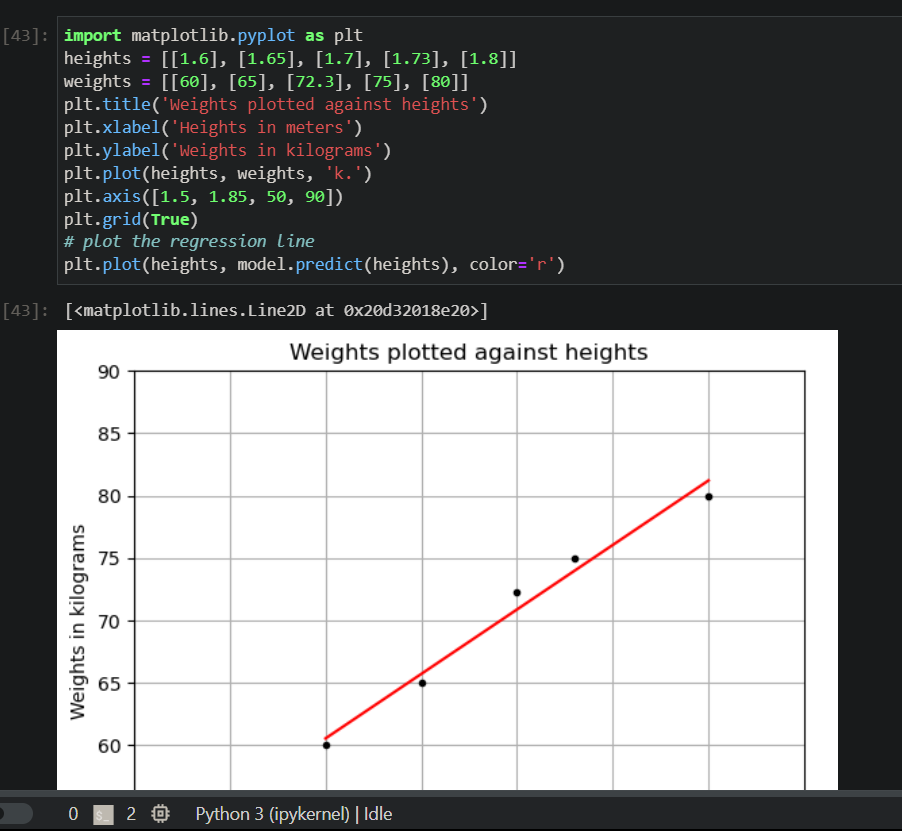 [43]: import matplotlib.pyplot as plt
heights = [[1.6], [1.65], [1.7], [1.73], [1.8]]
weights = [[60], [65], [72.3], [75], [80]]
plt.title('Weights plotted against heights')
plt.xlabel('Heights in meters')
plt.ylabel('Weights in kilograms')
plt.plot(heights, weights, 'k.')
plt.axis([1.5, 1.85, 50, 90])
plt.grid(True)
# plot the regression line
plt.plot(heights, model.predict(heights), color='r')
[43]: [<matplotlib.lines.Line2D at 0x20d32018e20>]
Weights plotted against heights
90
85
80
75
70
65
60
Weights in kilograms
0 $_ 2 Python 3 (ipykernel) | Idle